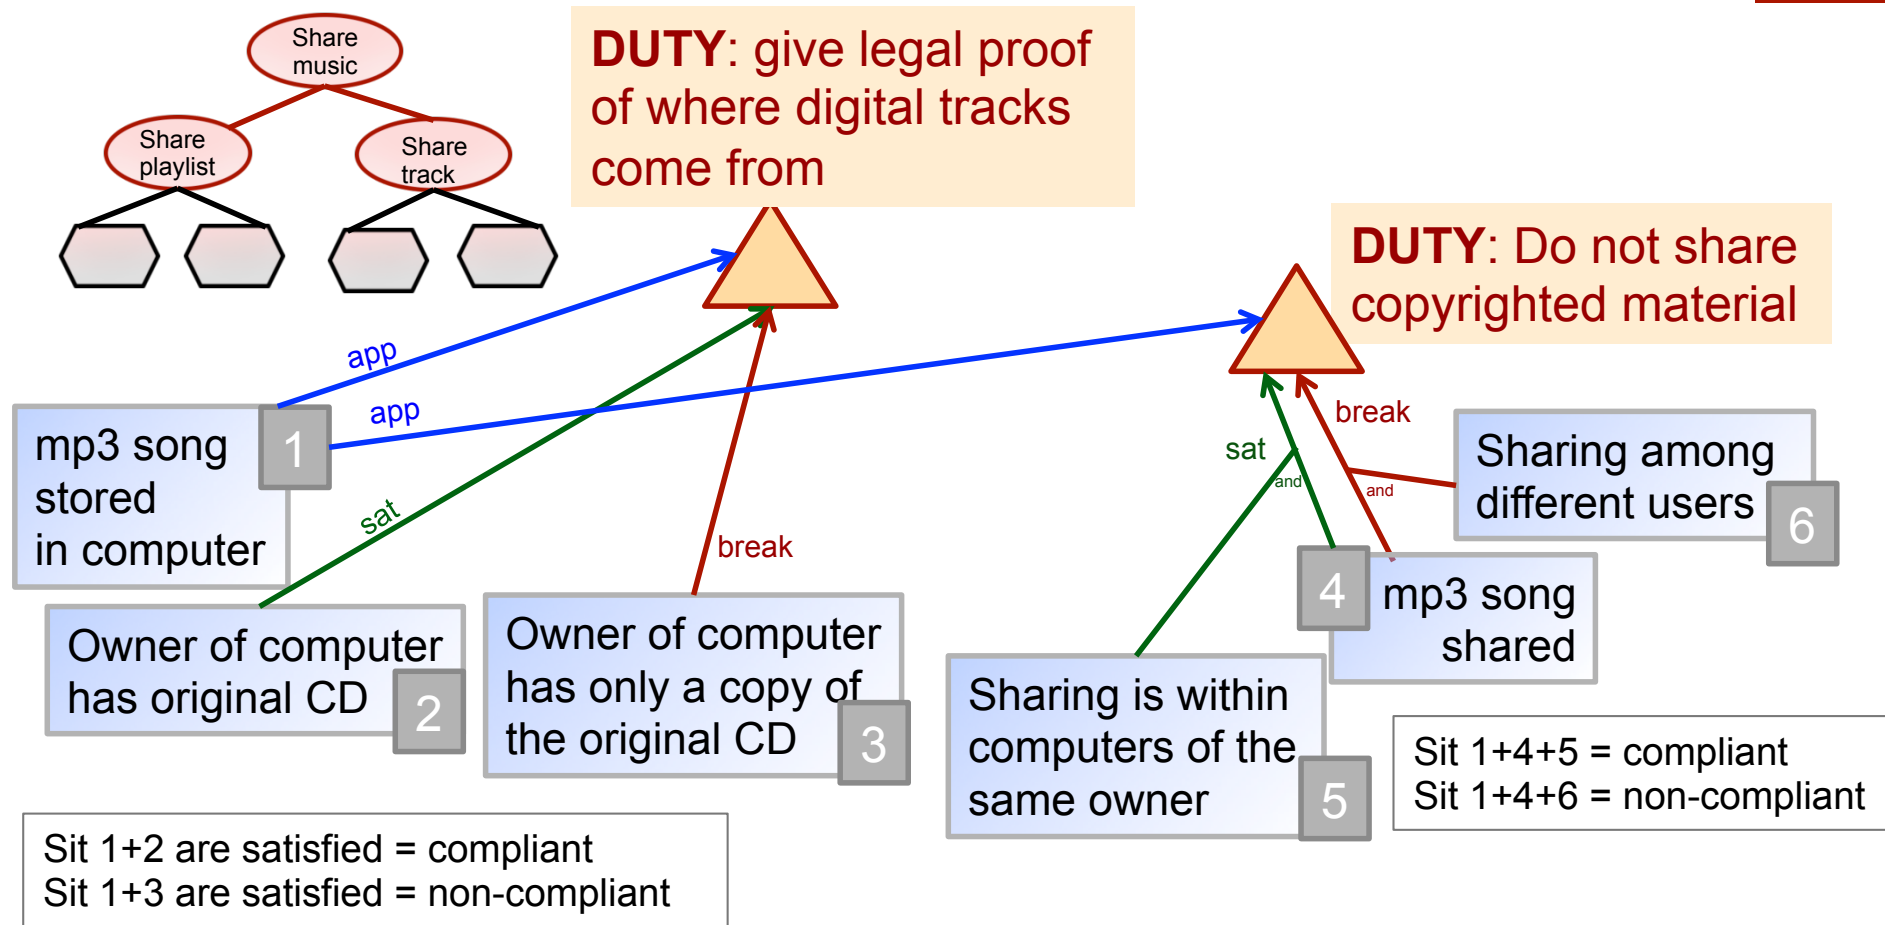 Share
music
Share
playlist
Share
track
DUTY: give legal proof
of where digital tracks
come from
DUTY: Do not share
copyrighted material
app
app
sat
break
sat
and
break
and
mp3 song
stored
in computer
1
Owner of computer
has original CD
2
Owner of computer
has only a copy of
the original CD
3
mp3 song
shared
4
Sharing is within
computers of the
same owner
5
Sharing among
different users
6
Sit 1+4+5 = compliant
Sit 1+4+6 = non-compliant
Sit 1+2 are satisfied = compliant
Sit 1+3 are satisfied = non-compliant